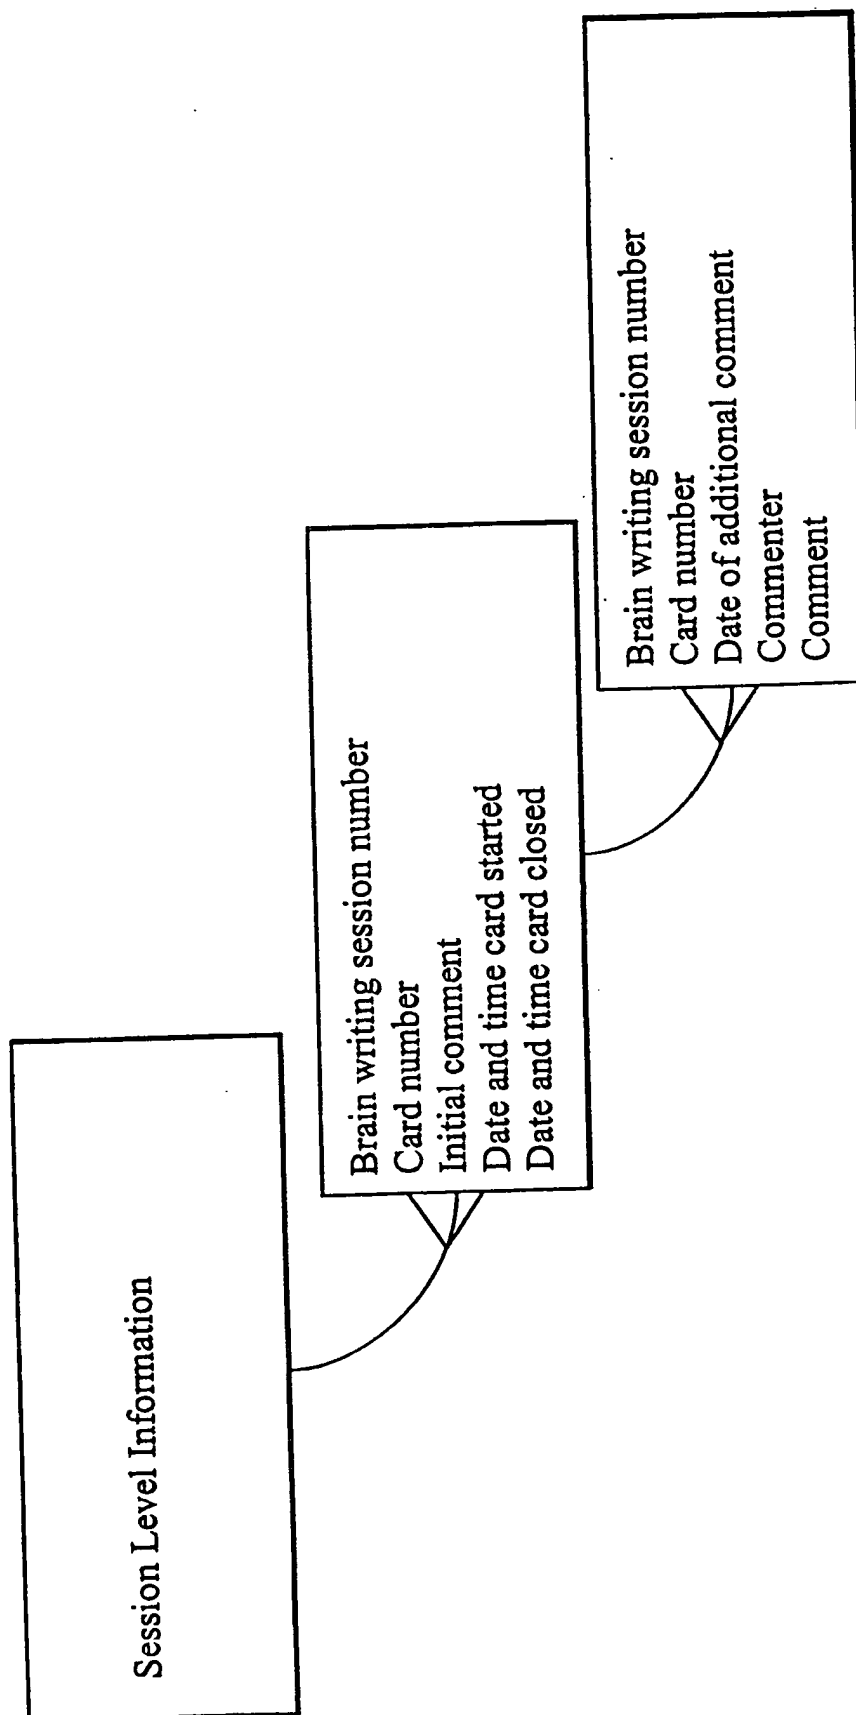 Session Level Information
Brain writing session number
Card number
Initial comment
Date and time card started
Date and time card closed
Brain writing session number
Card number
Date of additional comment
Commenter
Comment